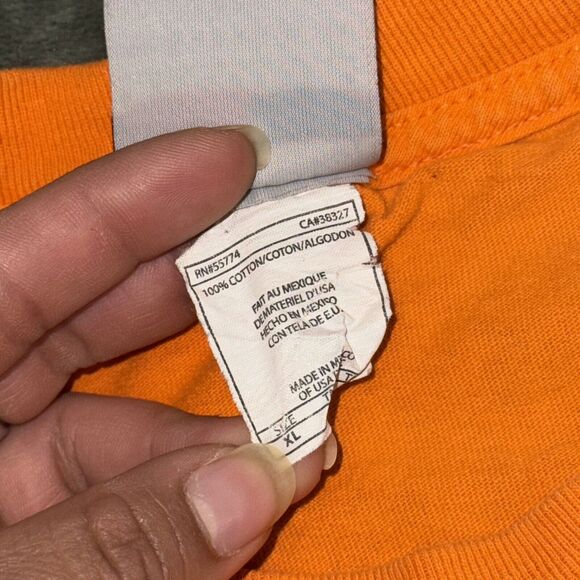 RN#55774 CA#38327
100% COTTON/COTON/ALGODON
FAIT AU MEXIQUE
DE MATERIEL D'USA
HECHO EN MEXICO
CON TELA DE E.U.
MADE IN
OF USA
SIZE
XL